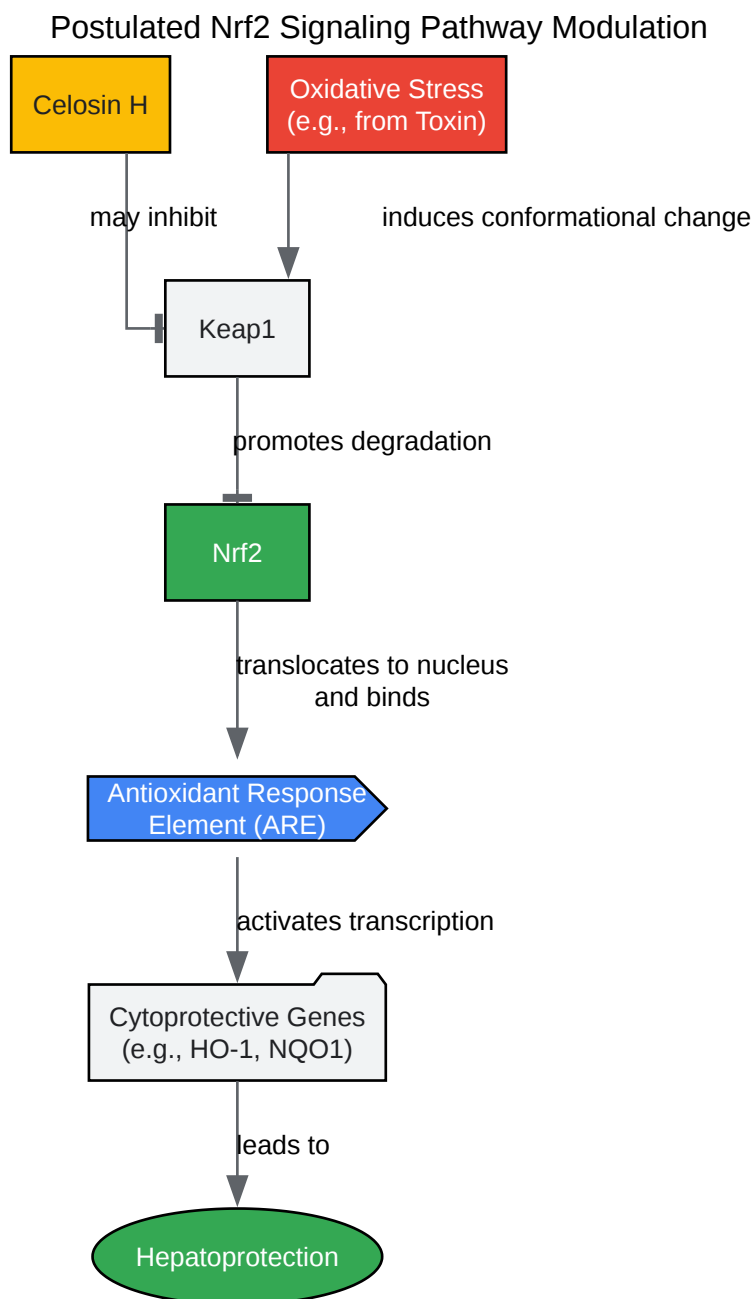 Postulated Nrf2 Signaling Pathway Modulation
Celosin H
Oxidative Stress
(e.g., from Toxin)
may inhibit
induces conformational change
Keap1
promotes degradation
Nrf2
translocates to nucleus
and binds
Antioxidant Response
Element (ARE)
activates transcription
Cytoprotective Genes
(e.g., HO-1, NQO1)
leads to
Hepatoprotection